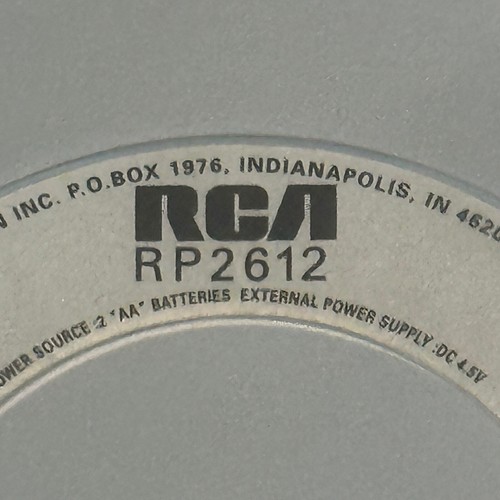 INC. P.O.BOX 1976, INDIANAPOLIS, IN
RCA
RP2612
POWER SOURCE :2 "AA" BATTERIES EXTERNAL POWER SUPPLY :DC 4.5V